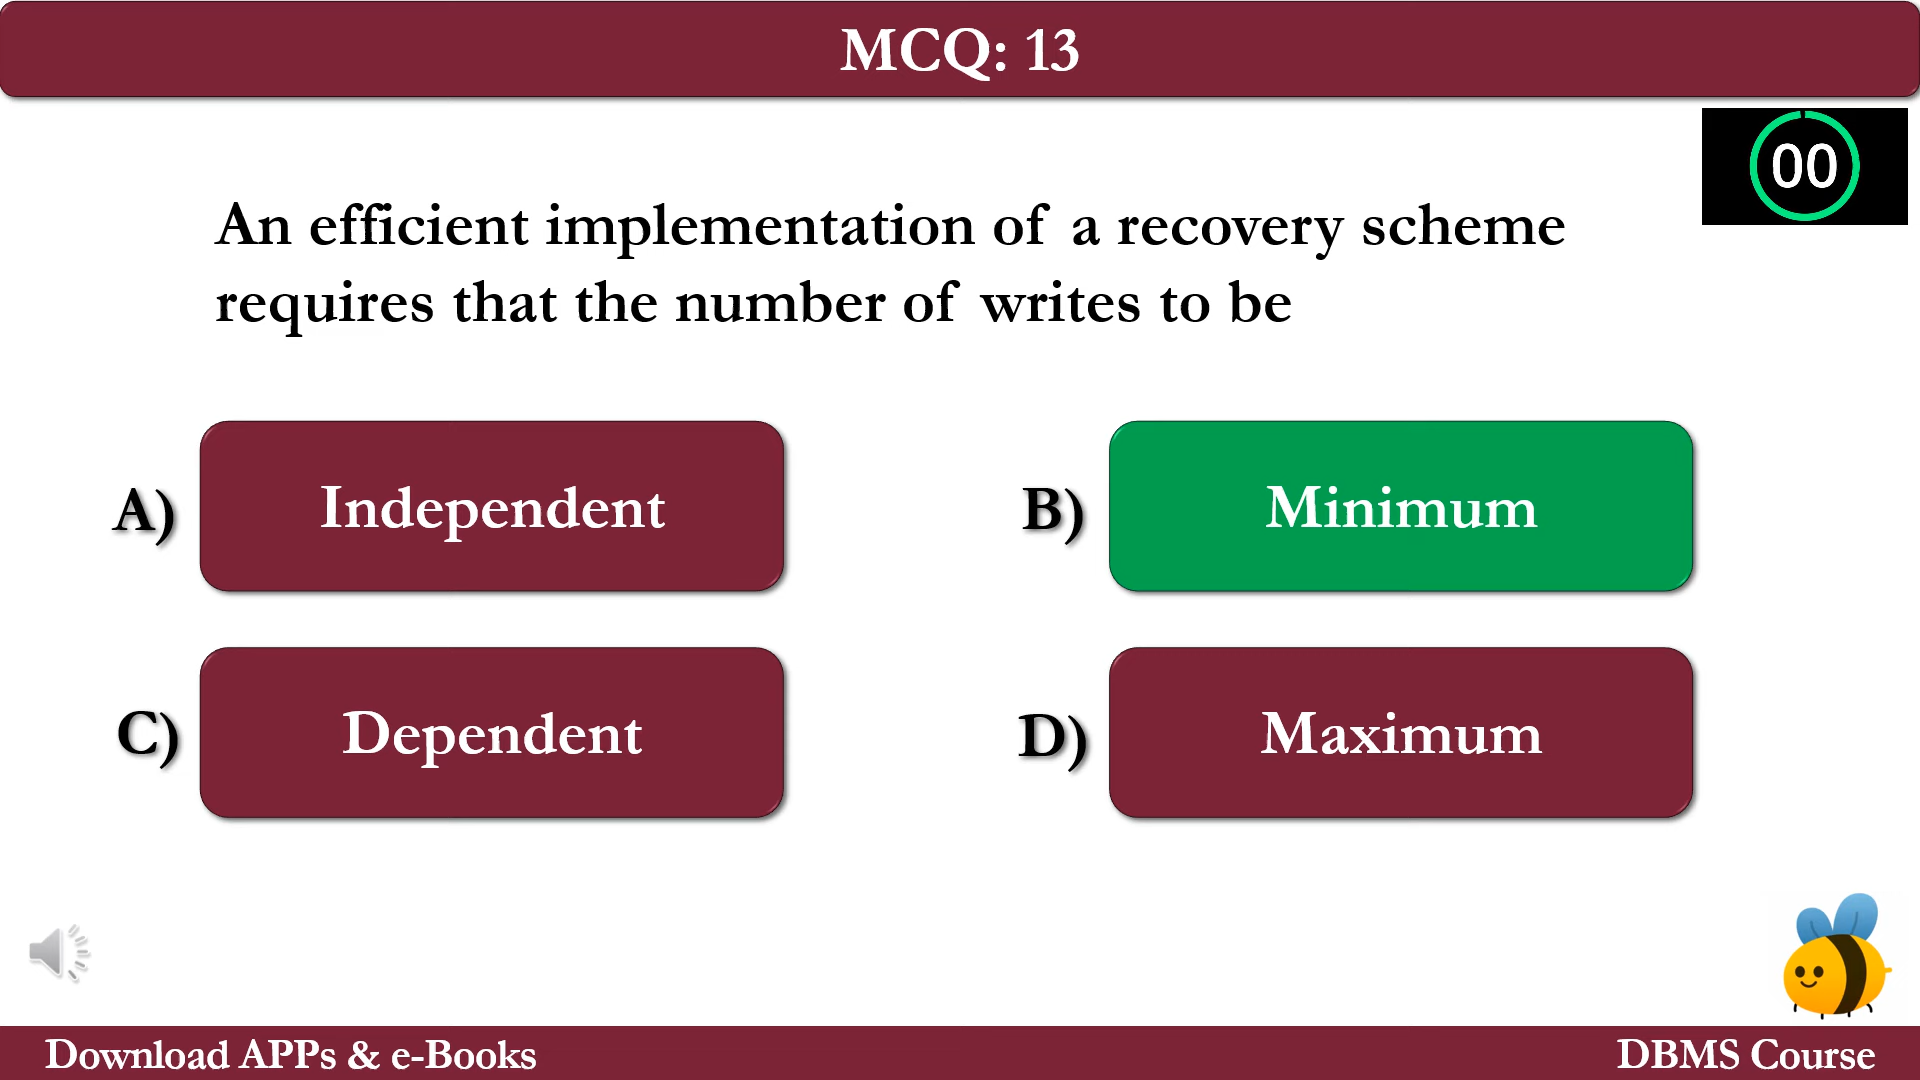 MCQ: 13
00
An efficient implementation of a recovery scheme
requires that the number of writes to be
A) Independent
B) Minimum
C) Dependent
D) Maximum
Download APPs & e-Books
DBMS Course